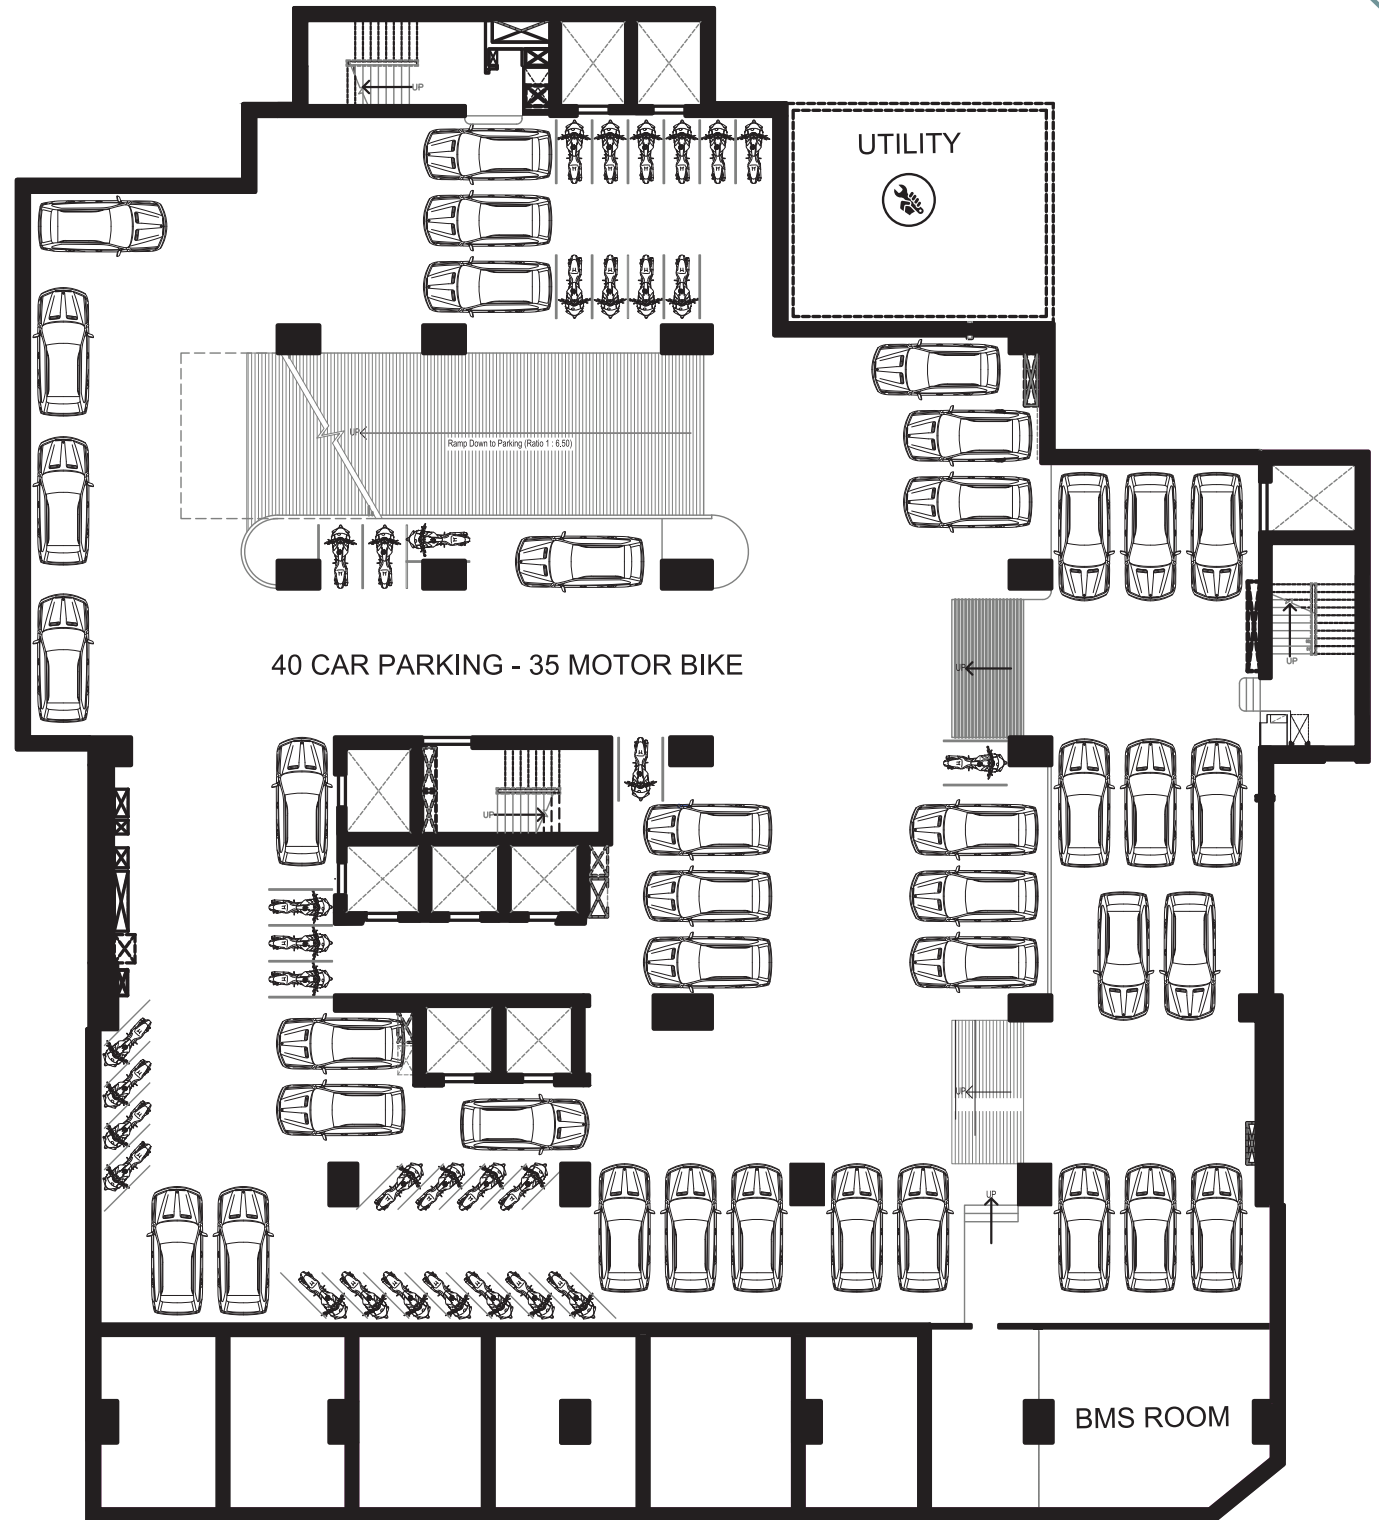 UP
UTILITY
UP
Ramp Down to Parking (Ratio 1 : 6,50)
UP
40 CAR PARKING - 35 MOTOR BIKE
UP
UP
UP
UP
BMS ROOM